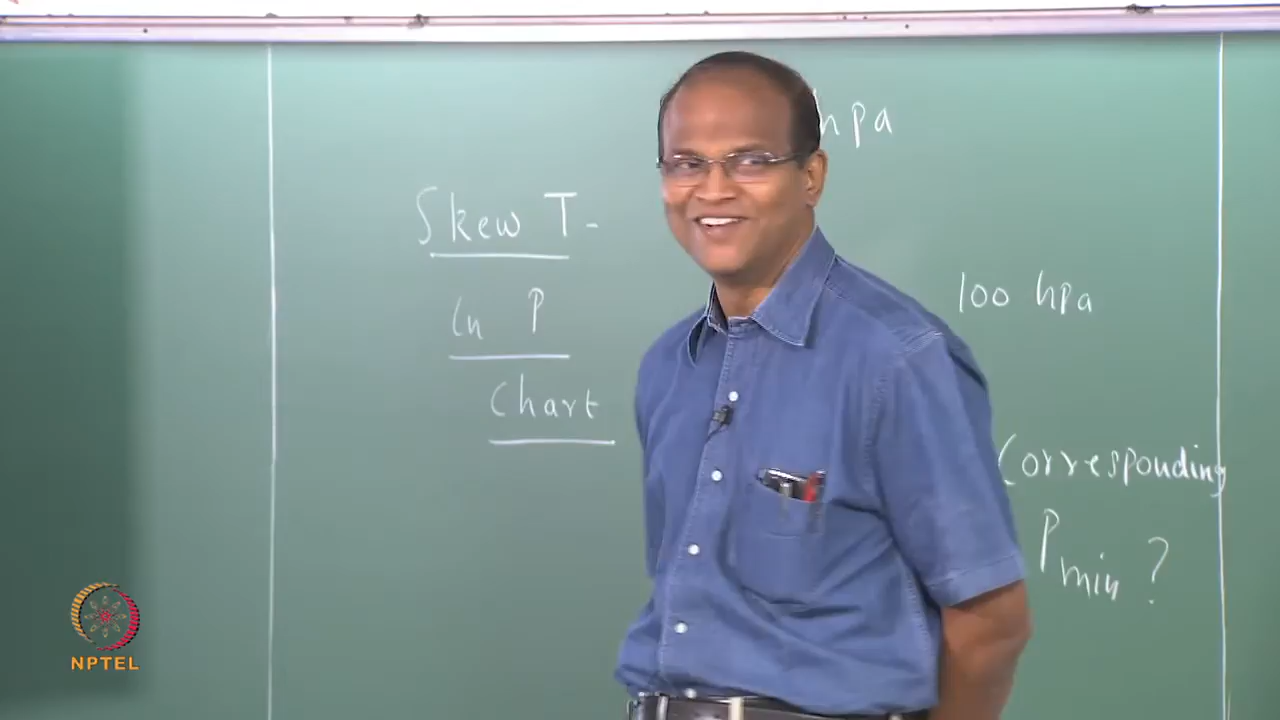 hpa
Skew T-
ln P
Chart
100 hpa
Corresponding
Pmin ?
NPTEL